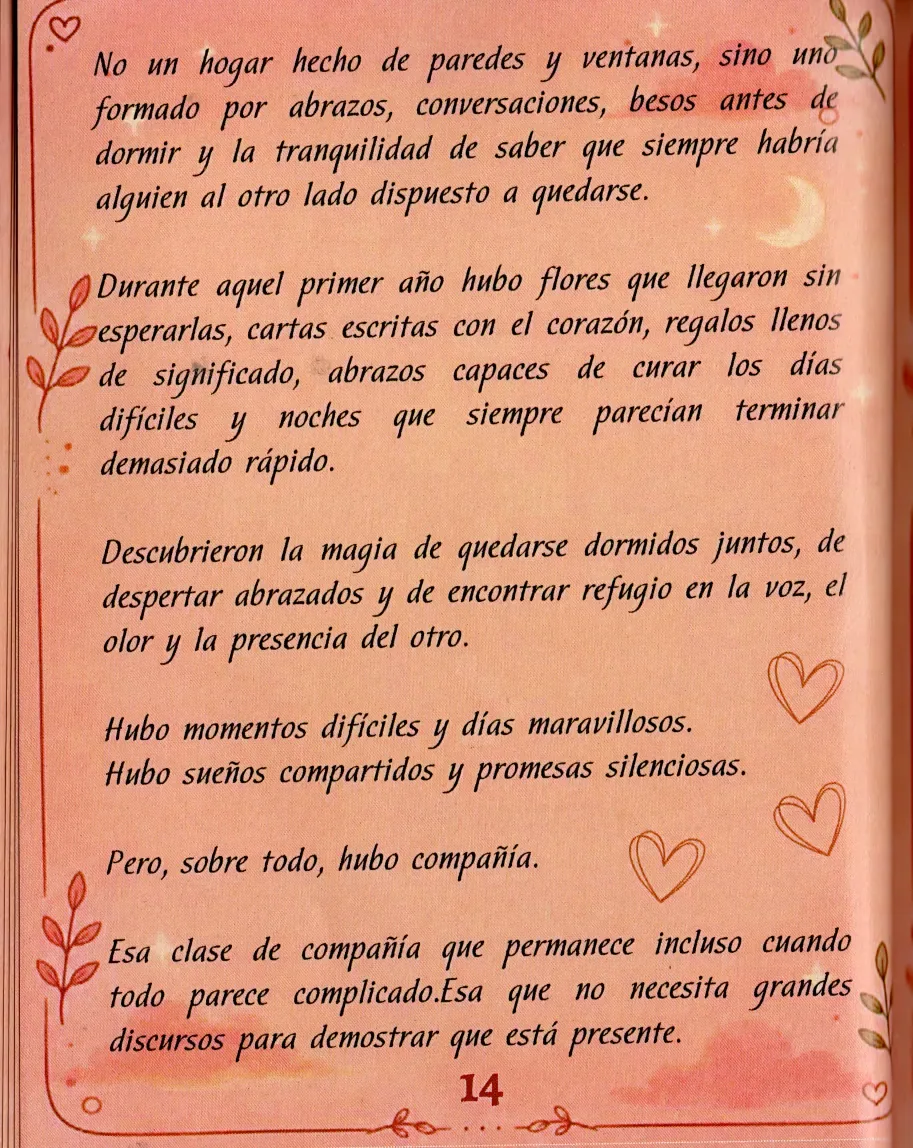 No un hogar hecho de paredes y ventanas, sino uno
formado por abrazos, conversaciones, besos antes de
dormir y la tranquilidad de saber que siempre habría
alguien al otro lado dispuesto a quedarse.
Durante aquel primer año hubo flores que llegaron sin
esperarlas, cartas escritas con el corazón, regalos llenos
de significado, abrazos capaces de curar los días
difíciles y noches que siempre parecían terminar
demasiado rápido.
Descubrieron la magia de quedarse dormidos juntos, de
despertar abrazados y de encontrar refugio en la voz, el
olor y la presencia del otro.
Hubo momentos difíciles y días maravillosos.
Hubo sueños compartidos y promesas silenciosas.
Pero, sobre todo, hubo compañía.
Esa clase de compañía que permanece incluso cuando
todo parece complicado.Esa que no necesita grandes
discursos para demostrar que está presente.
14